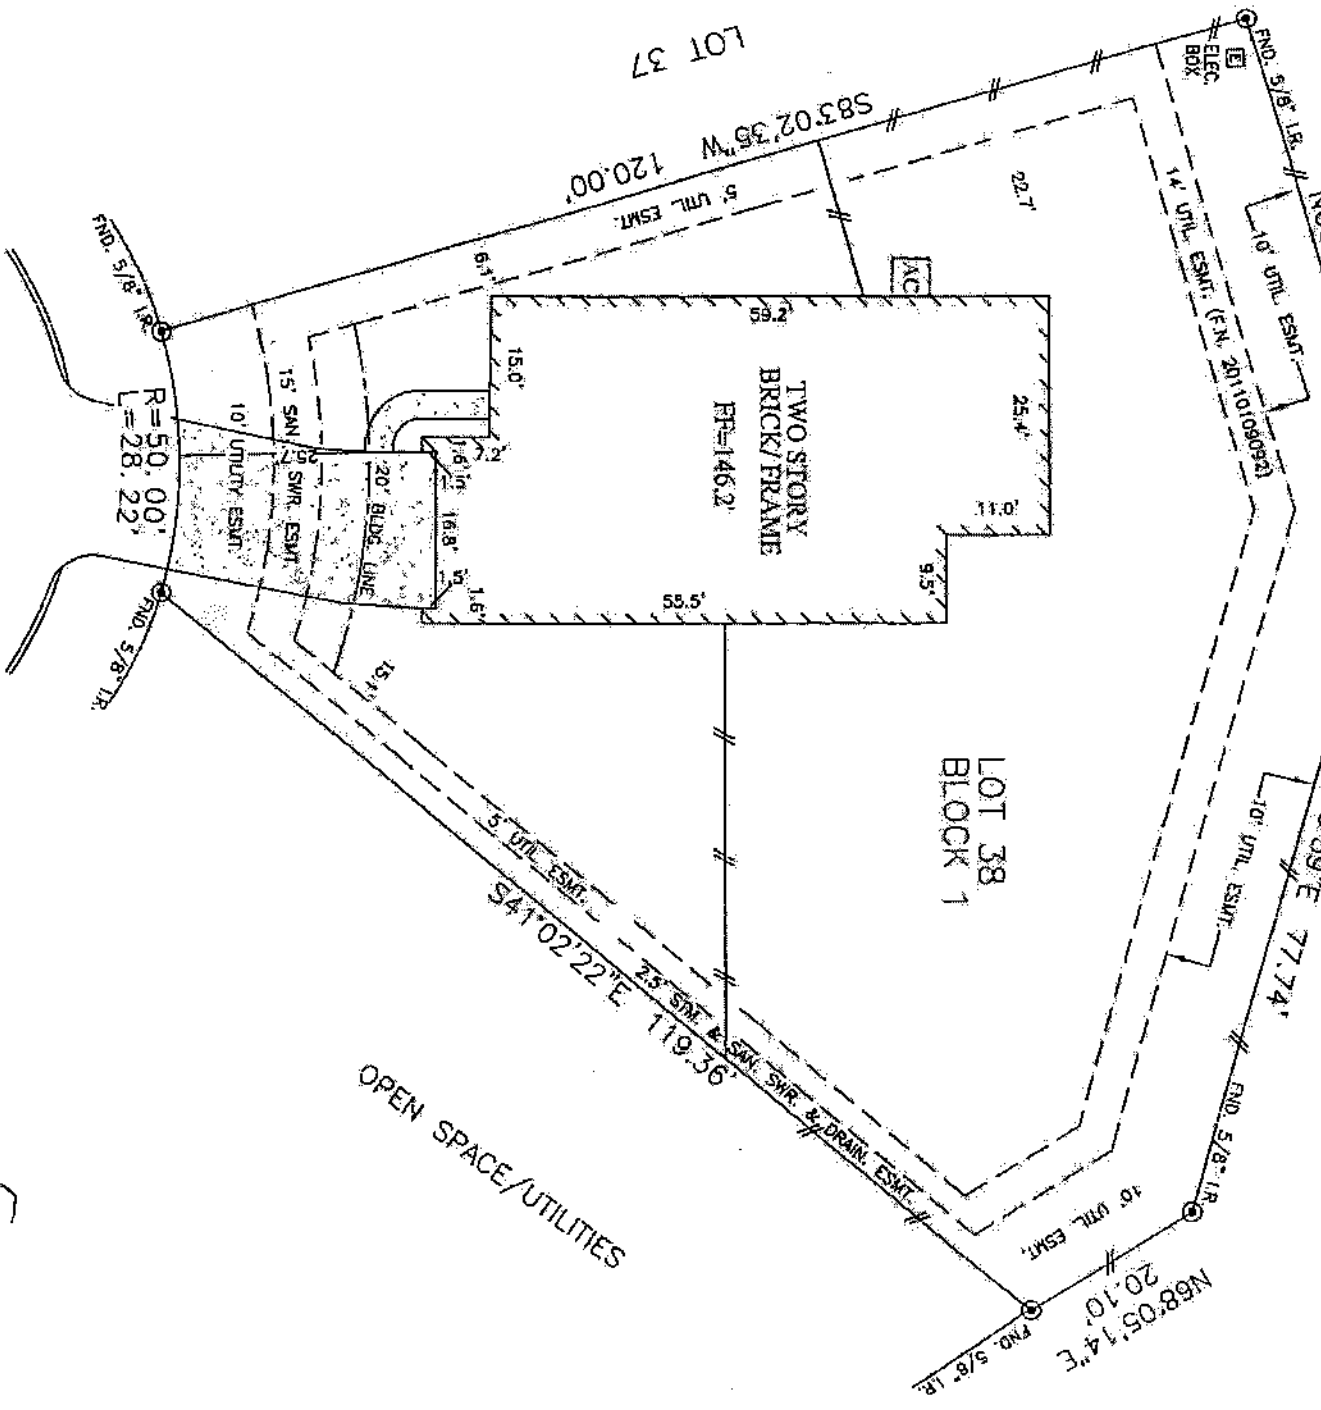 LOT 37
FND. 5/8" I.R.
E
ELEC.
BOX
S83°02'35"W 120.00'
5' UTIL ESMT.
22.7'
14' UTIL. ESMT. (F.N. 20110109092)
10' UTIL ESMT.
FND. 5/8" I.R.
6.1'
AC
59.2'
15.0'
TWO STORY
BRICK/FRAME
FF=146.2'
25.4'
11.0'
9.5'
7.2'
16.8'
1.6'
55.5'
R=50.00'
L=28.22'
10' UTILITY ESMT.
15' SAN. SWR. ESMT.
25.7'
20' BLDG. LINE
FND. 5/8" I.R.
15.1'
LOT 38
BLOCK 1
10' UTIL. ESMT.
E 77.74'
5' UTIL. ESMT.
S41°02'22"E 119.36'
2.5' STM. & SAN. SWR. & DRAIN. ESMT.
FND. 5/8" I.R.
10' UTIL. ESMT.
N68°05'14"E
20.10'
FND. 5/8" I.R.
OPEN SPACE/UTILITIES